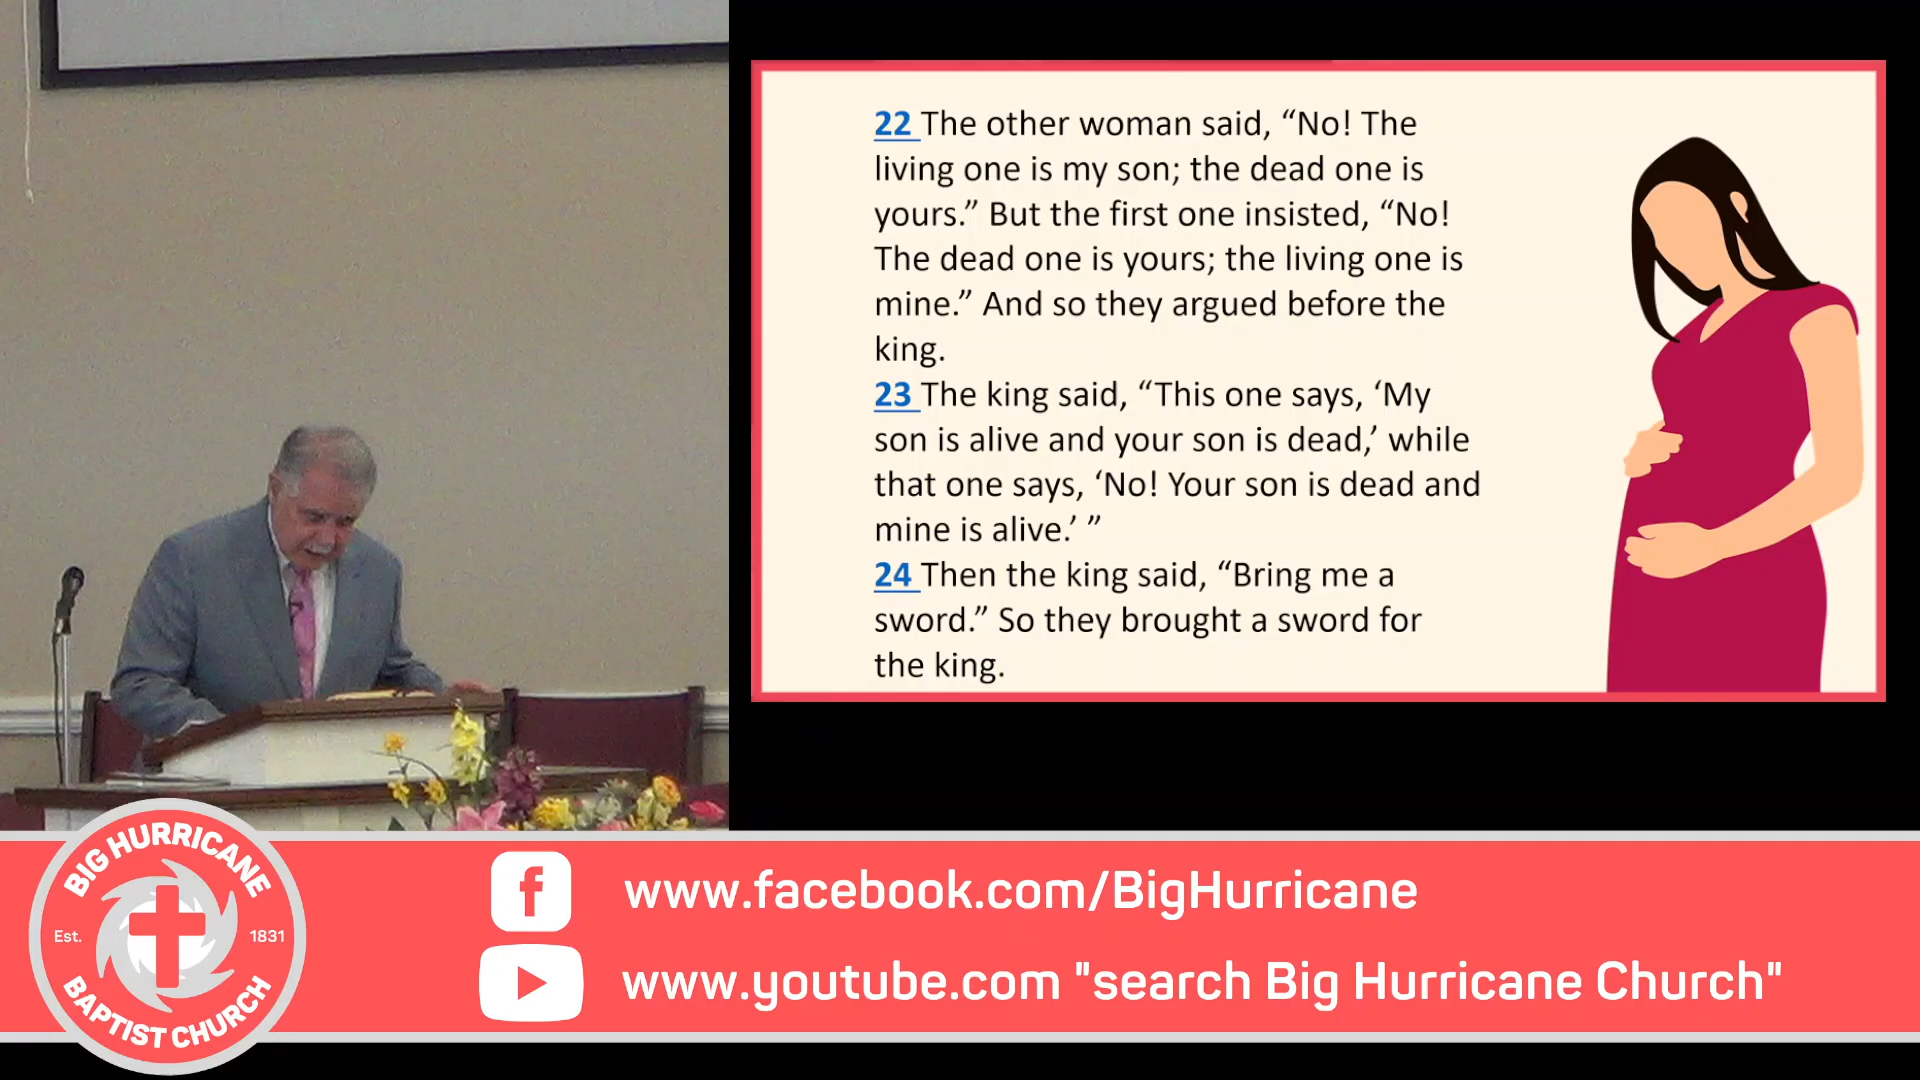 22 The other woman said, “No! The
living one is my son; the dead one is
yours.” But the first one insisted, “No!
The dead one is yours; the living one is
mine.” And so they argued before the
king.
23 The king said, “This one says, ‘My
son is alive and your son is dead,’ while
that one says, ‘No! Your son is dead and
mine is alive.’ ”
24 Then the king said, “Bring me a
sword.” So they brought a sword for
the king.
BIG HURRICANE
Est. 1831
BAPTIST CHURCH
f www.facebook.com/BigHurricane
www.youtube.com "search Big Hurricane Church"